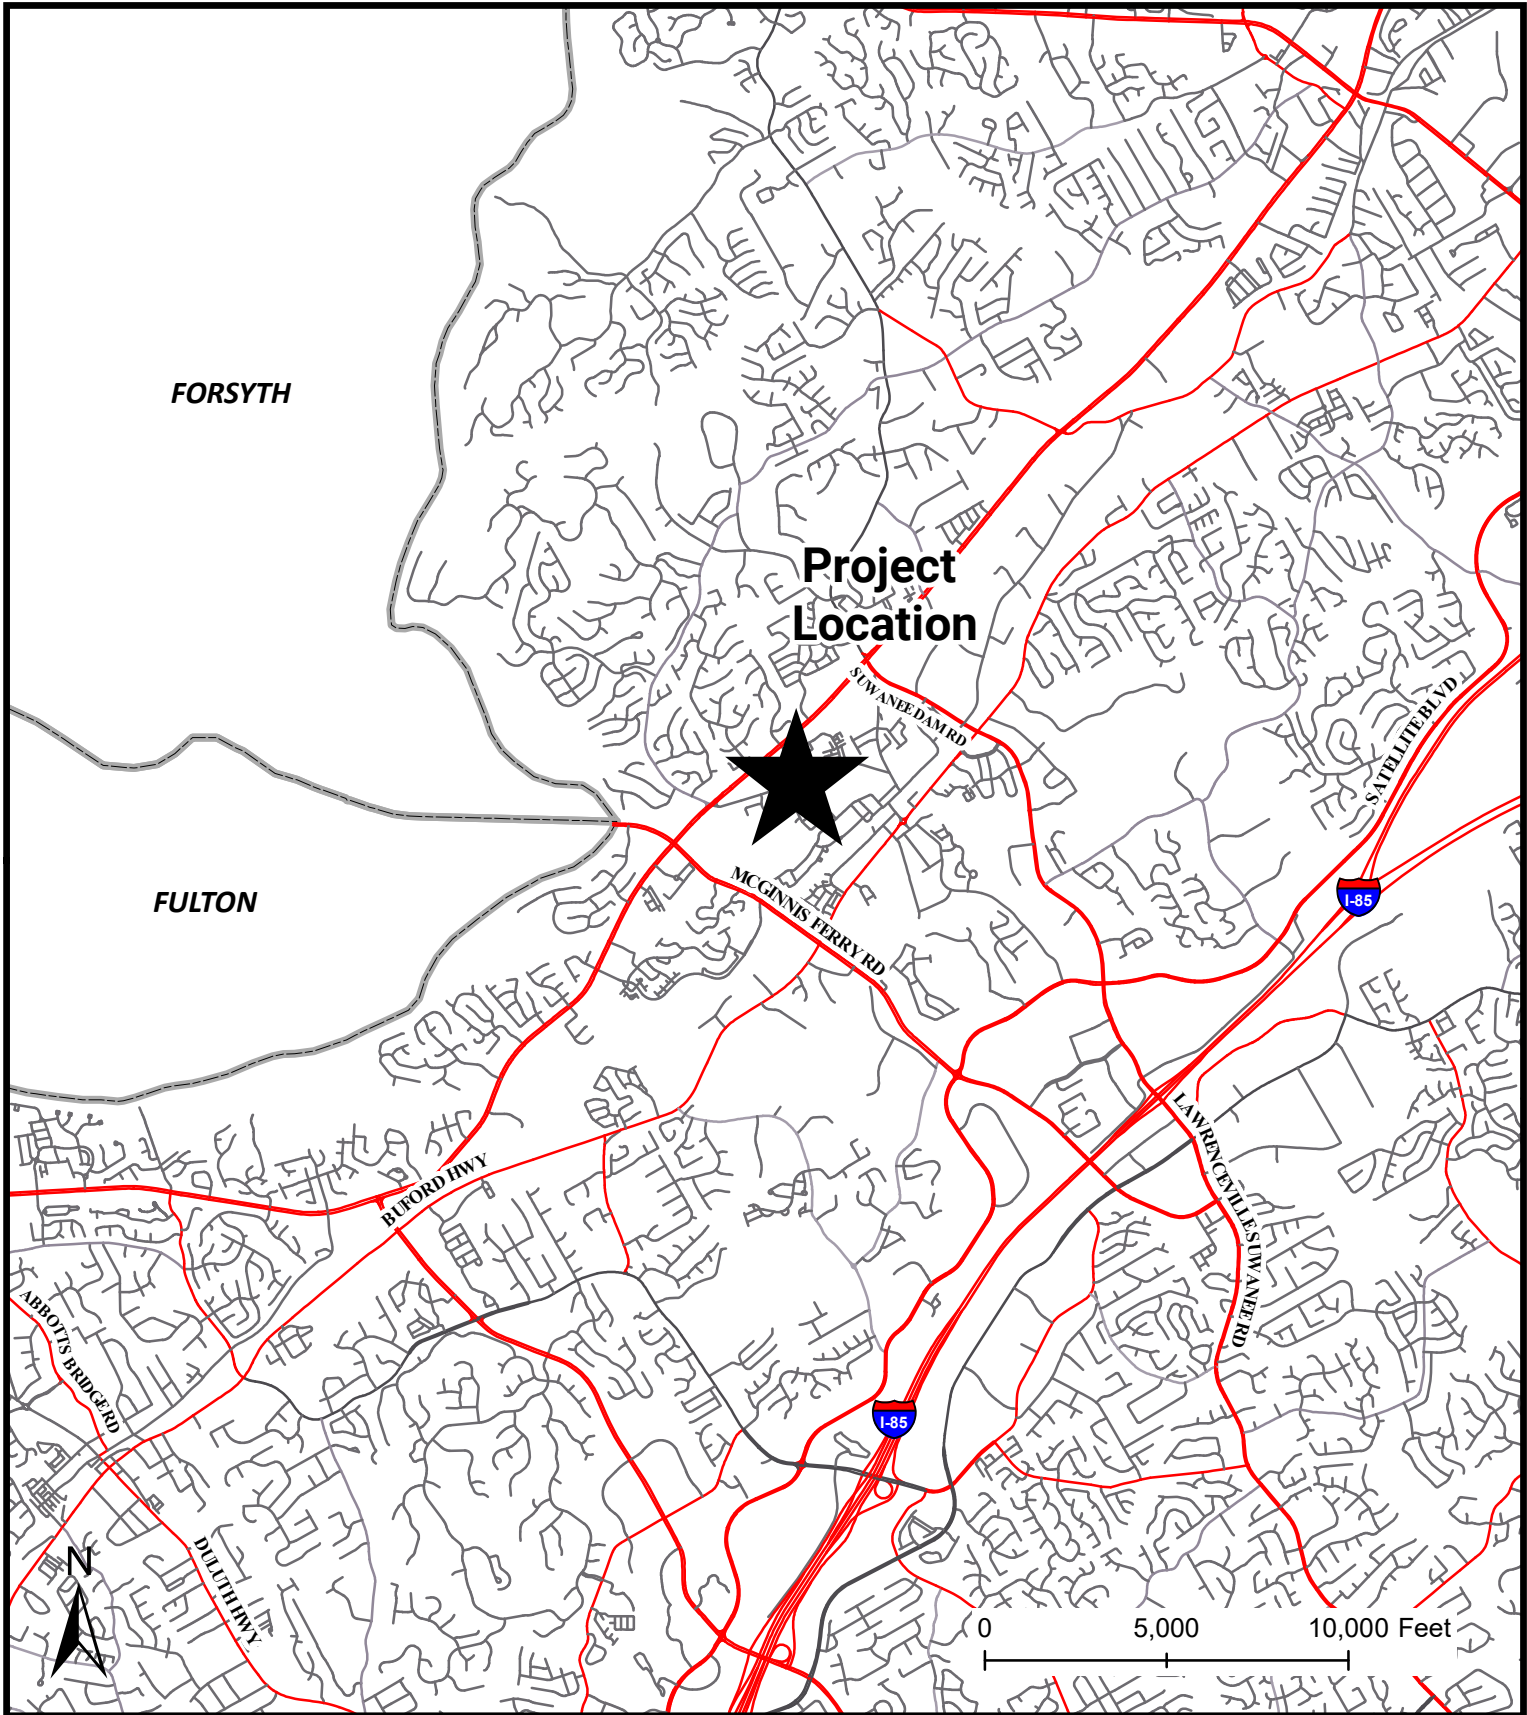 FORSYTH
Project
Location
SUWANEE DAM RD
SATELLITE BLVD
MCGINNIS FERRY RD
I-85
FULTON
LAWRENCEVILLE SUWANEE RD
BUFORD HWY
ABBOTTS BRIDGE RD
I-85
DULUTH HWY
N
0 5,000 10,000 Feet